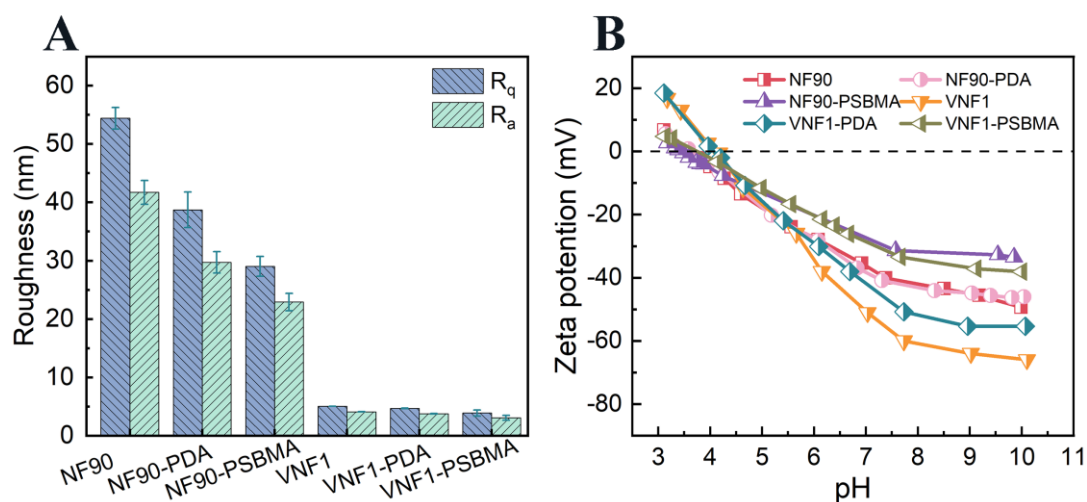 A
Roughness (nm)
60
50
40
30
20
10
0
Rq
Ra
NF90
NF90-PDA
NF90-PSBMA
VNF1
VNF1-PDA
VNF1-PSBMA
B
Zeta potention (mV)
20
0
-20
-40
-60
-80
NF90
NF90-PDA
NF90-PSBMA
VNF1
VNF1-PDA
VNF1-PSBMA
3 4 5 6 7 8 9 10 11
pH